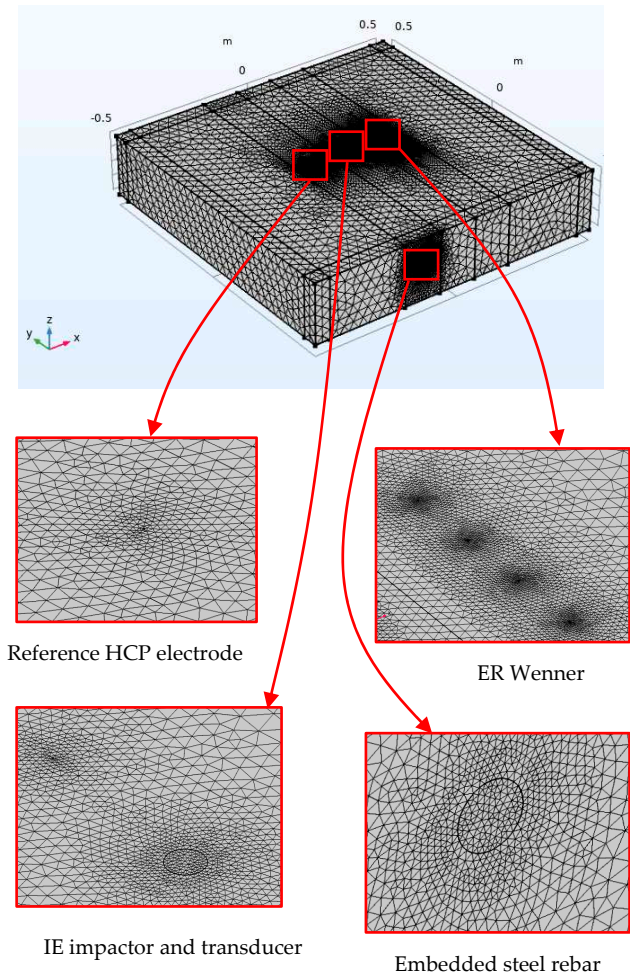 0.5 0.5
m
0
m
0
-0.5
z
y
x
Reference HCP electrode
ER Wenner
IE impactor and transducer
Embedded steel rebar